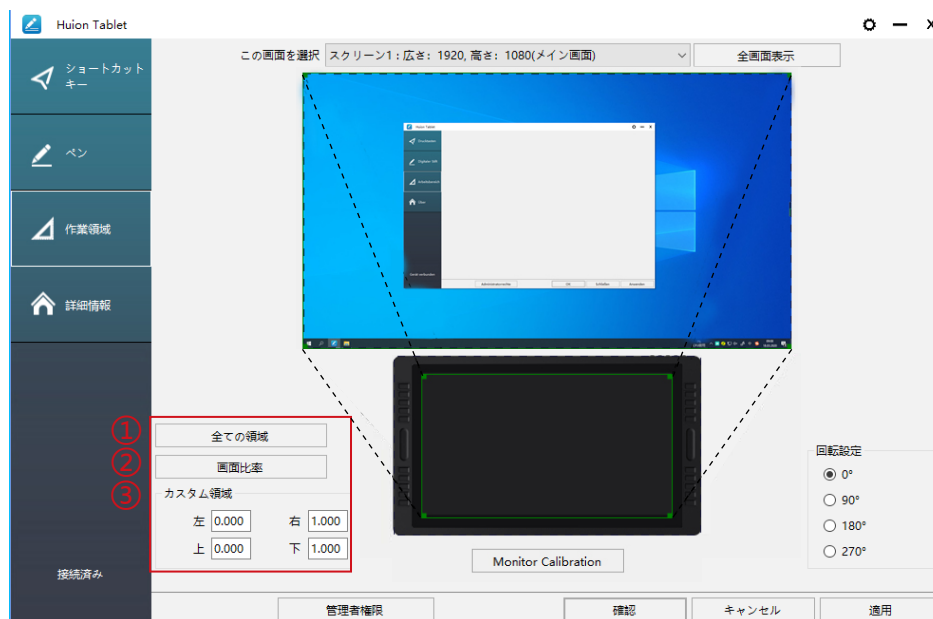 Huion Tablet
この画面を選択 スクリーン1：広さ：1920, 高さ：1080(メイン画面) 全画面表示
ショートカット
キー
ペン
作業領域
詳細情報
接続済み
Huion Tablet
① 全ての領域
② 画面比率
③ カスタム領域
左 0.000 右 1.000
上 0.000 下 1.000
Monitor Calibration
回転設定
0°
90°
180°
270°
管理者権限 確認 キャンセル 適用